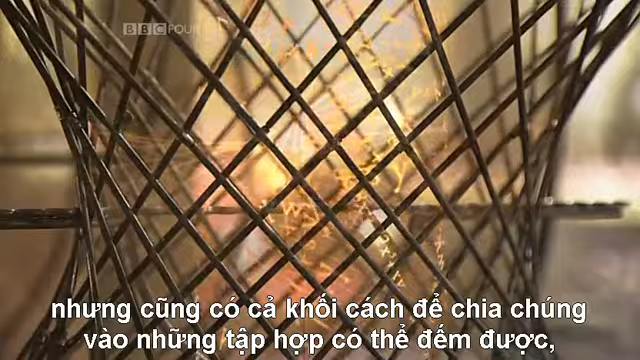 BBC FOUR
nhưng cũng có cả khối cách để chia chúng
vào những tập hợp có thể đếm được,